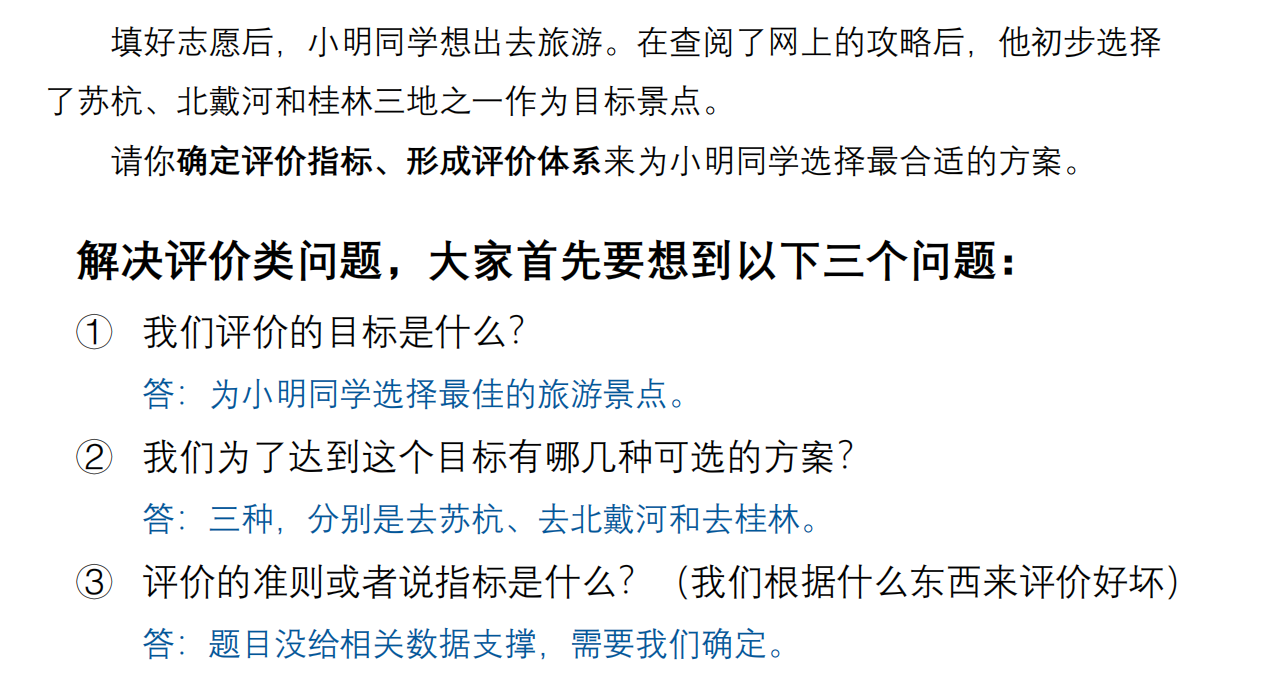 填好志愿后，小明同学想出去旅游。在查阅了网上的攻略后，他初步选择
了苏杭、北戴河和桂林三地之一作为目标景点。
请你确定评价指标、形成评价体系来为小明同学选择最合适的方案。
解决评价类问题，大家首先要想到以下三个问题：
① 我们评价的目标是什么？
答：为小明同学选择最佳的旅游景点。
② 我们为了达到这个目标有哪几种可选的方案？
答：三种，分别是去苏杭、去北戴河和去桂林。
③ 评价的准则或者说指标是什么？（我们根据什么东西来评价好坏）
答：题目没给相关数据支撑，需要我们确定。